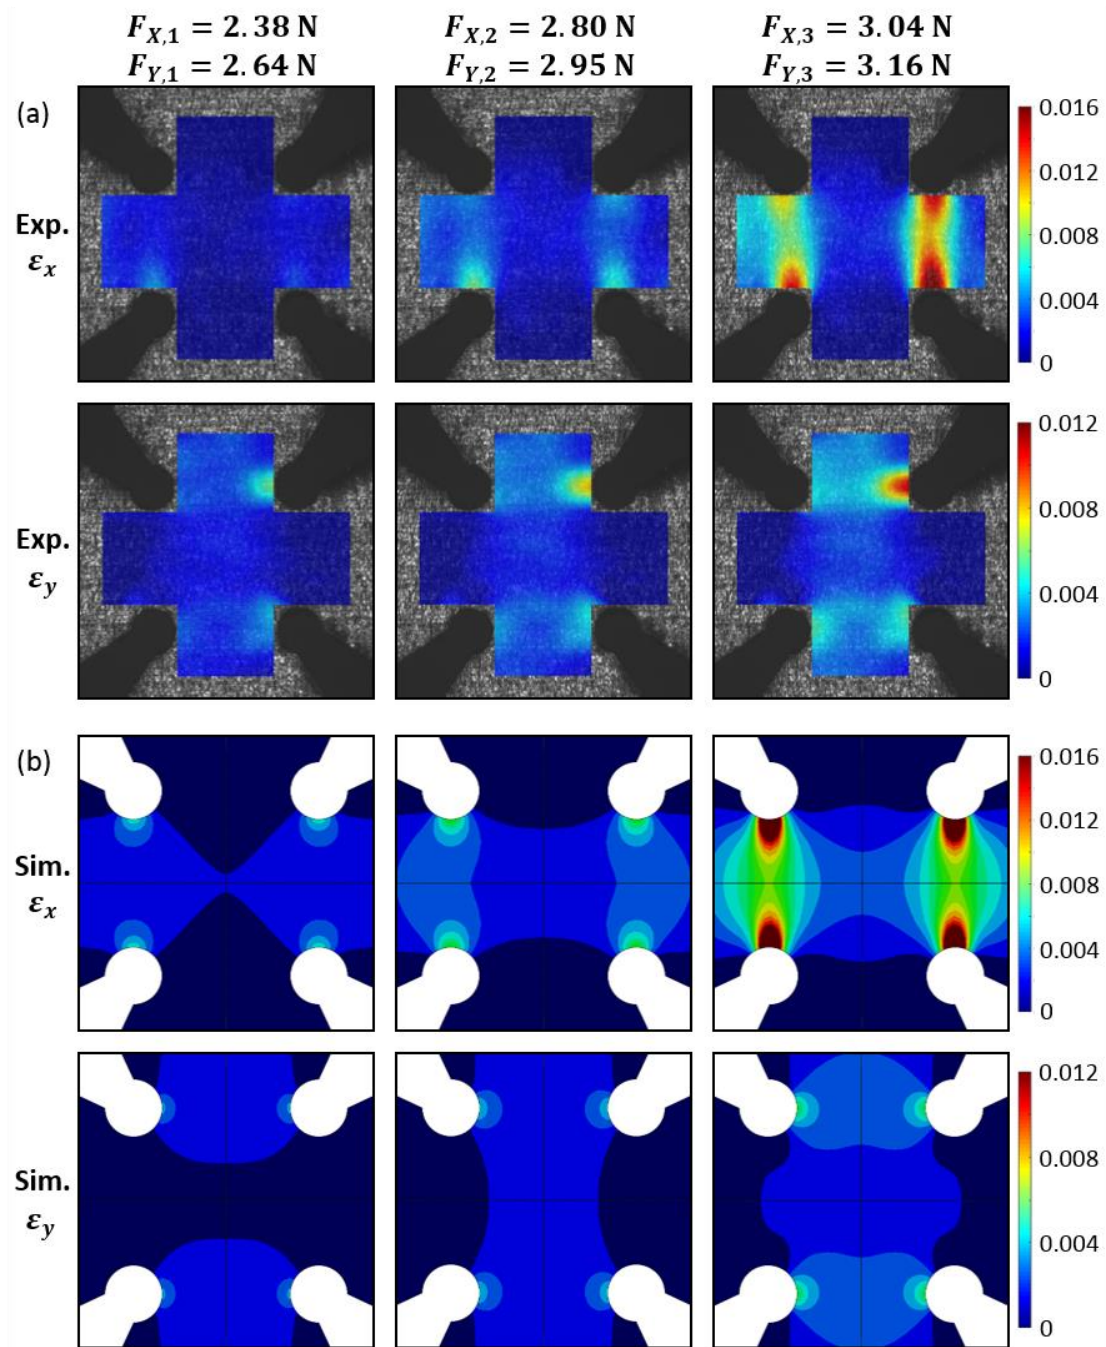 F_{X,1} = 2.38 N
F_{Y,1} = 2.64 N
F_{X,2} = 2.80 N
F_{Y,2} = 2.95 N
F_{X,3} = 3.04 N
F_{Y,3} = 3.16 N
(a)
Exp.
ε_x
0.016
0.012
0.008
0.004
0
Exp.
ε_y
0.012
0.008
0.004
0
(b)
Sim.
ε_x
0.016
0.012
0.008
0.004
0
Sim.
ε_y
0.012
0.008
0.004
0